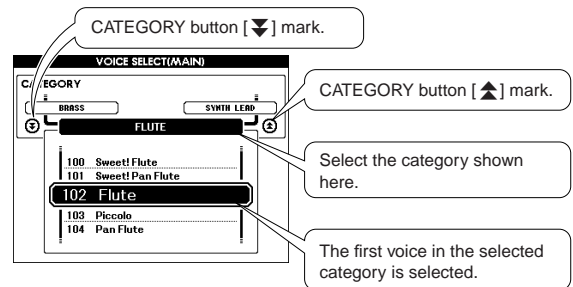 CATEGORY button [ ] mark.
VOICE SELECT(MAIN)
CATEGORY
BRASS
SYNTH LEAD
FLUTE
100 Sweet! Flute
101 Sweet! Pan Flute
102 Flute
103 Piccolo
104 Pan Flute
CATEGORY button [ ] mark.
Select the category shown
here.
The first voice in the selected
category is selected.